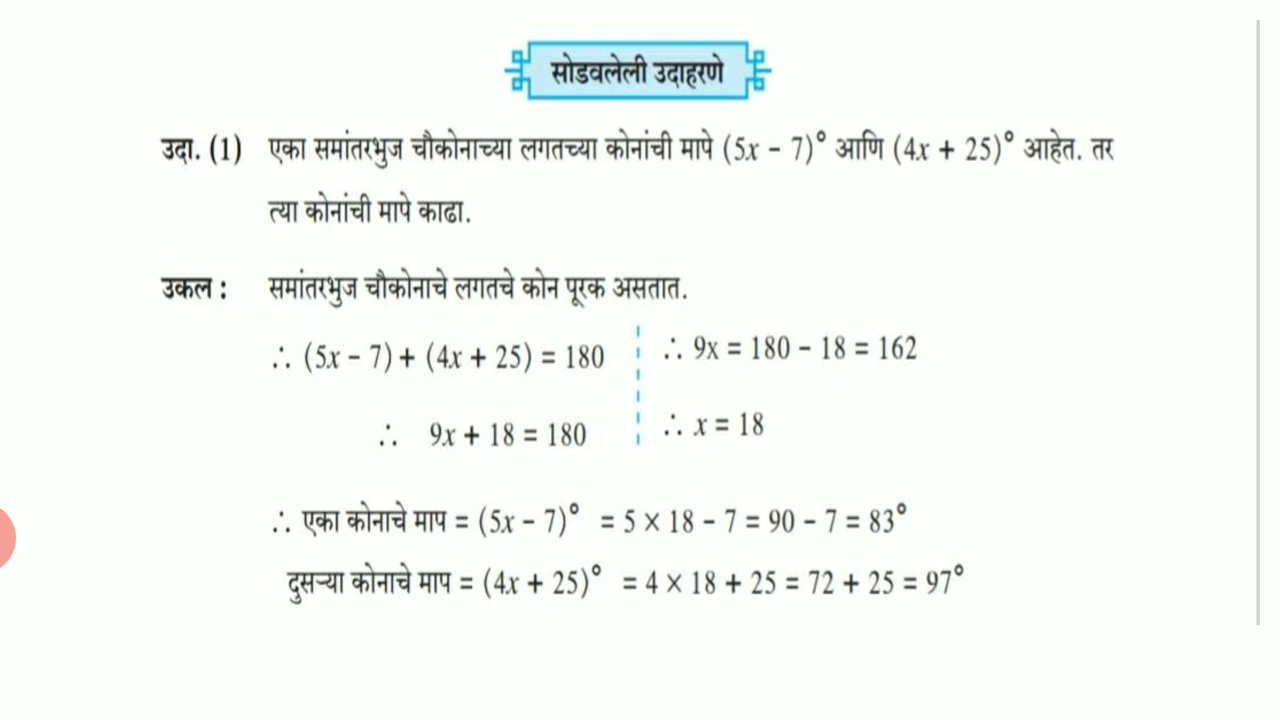 सोडवलेली उदाहरणे
उदा. (1) एका समांतरभुज चौकोनाच्या लगतच्या कोनांची मापे (5x - 7)° आणि (4x + 25)° आहेत. तर
त्या कोनांची मापे काढा.
उकल : समांतरभुज चौकोनाचे लगतचे कोन पूरक असतात.
∴ (5x - 7) + (4x + 25) = 180
∴ 9x + 18 = 180
∴ 9x = 180 - 18 = 162
∴ x = 18
∴ एका कोनाचे माप = (5x - 7)° = 5 × 18 - 7 = 90 - 7 = 83°
दुसऱ्या कोनाचे माप = (4x + 25)° = 4 × 18 + 25 = 72 + 25 = 97°